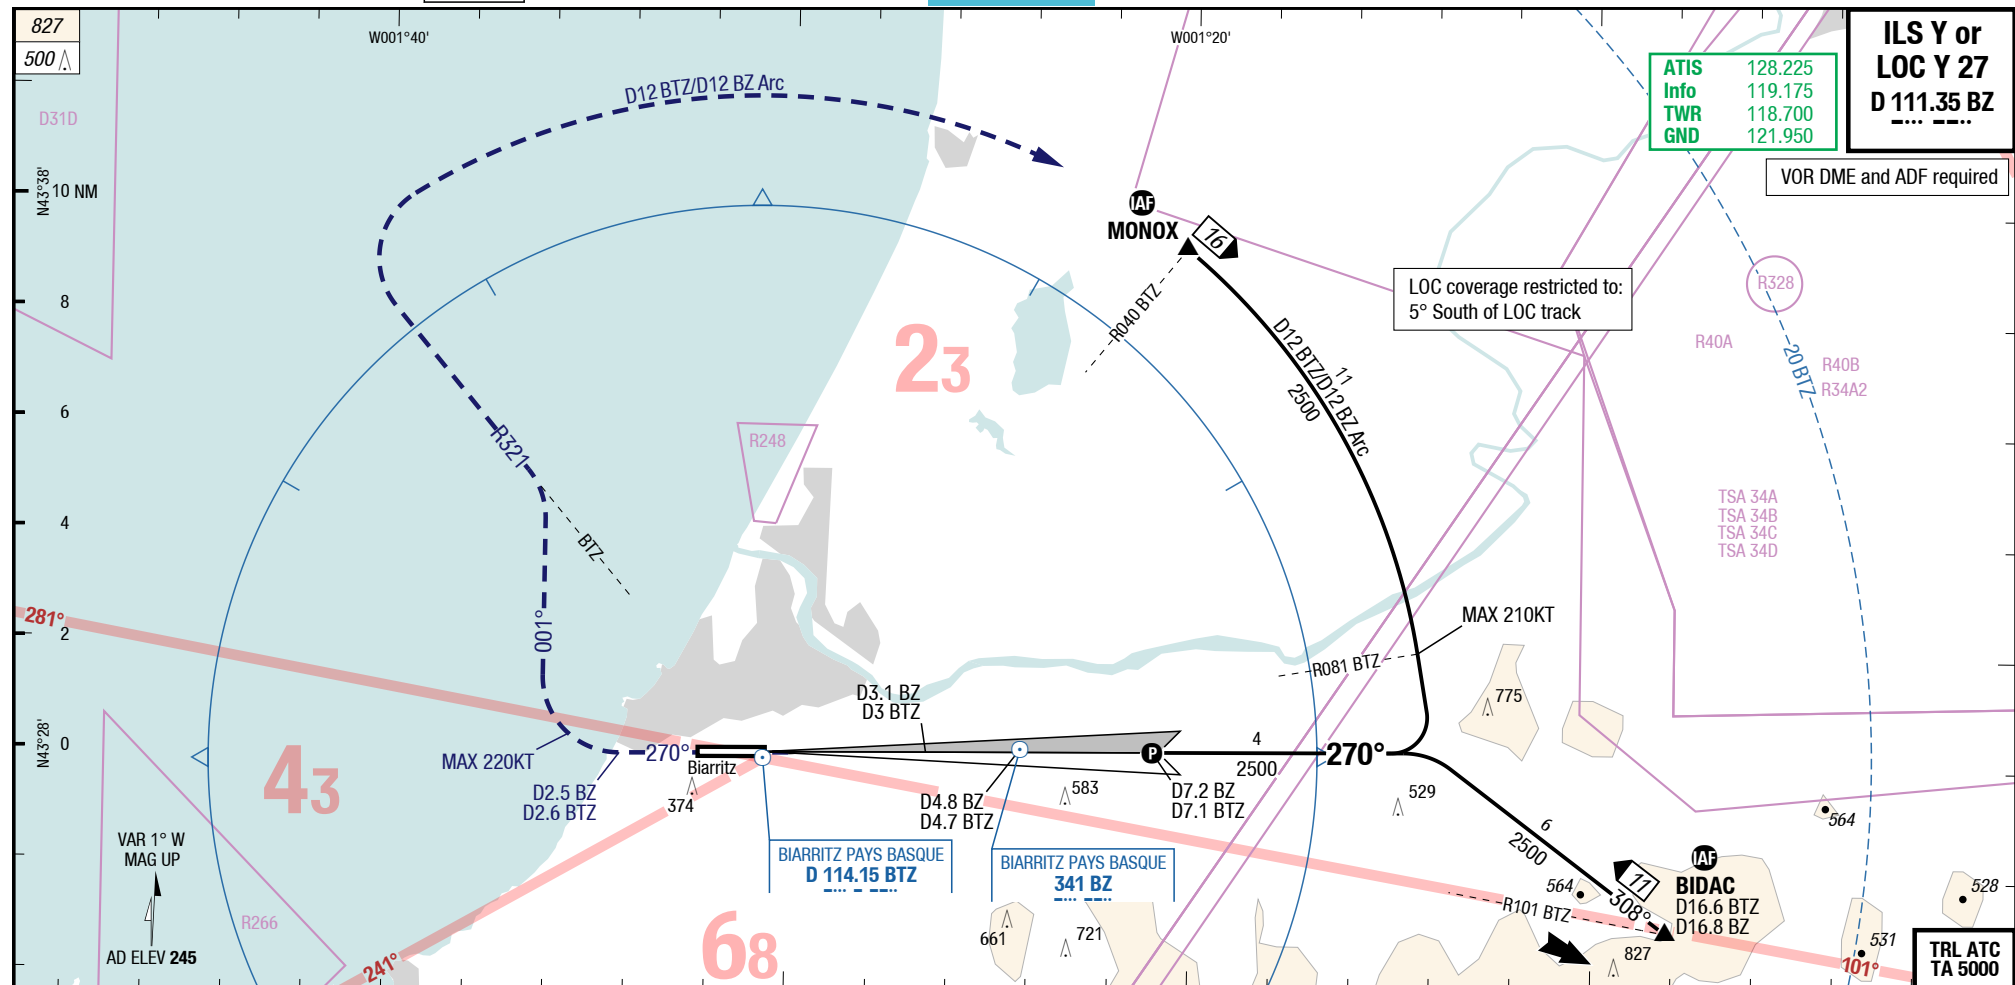 827
500
W001°40'
W001°20'
ILS Y or
LOC Y 27
D 111.35 BZ
ATIS 128.225
Info 119.175
TWR 118.700
GND 121.950
VOR DME and ADF required
D31D
D12 BTZ/D12 BZ Arc
N43°38'
10 NM
8
6
4
2
0
N43°28'
IAF
MONOX
16
R040 BTZ
LOC coverage restricted to:
5° South of LOC track
R328
R40A
R40B
R34A2
20 BTZ
D12 BTZ/D12 BZ Arc
11
2500
23
R321
BTZ
R248
TSA 34A
TSA 34B
TSA 34C
TSA 34D
281°
001°
MAX 210KT
R081 BTZ
775
D3.1 BZ
D3 BTZ
MAX 220KT
270°
Biarritz
374
D2.5 BZ
D2.6 BTZ
43
P
4
2500
270°
D4.8 BZ
D4.7 BTZ
583
D7.2 BZ
D7.1 BTZ
529
564
VAR 1° W
MAG UP
AD ELEV 245
R266
241°
BIARRITZ PAYS BASQUE
D 114.15 BTZ
BIARRITZ PAYS BASQUE
341 BZ
68
661
721
6
2500
564
11
308°
R101 BTZ
IAF
BIDAC
D16.6 BTZ
D16.8 BZ
827
528
531
101°
TRL ATC
TA 5000